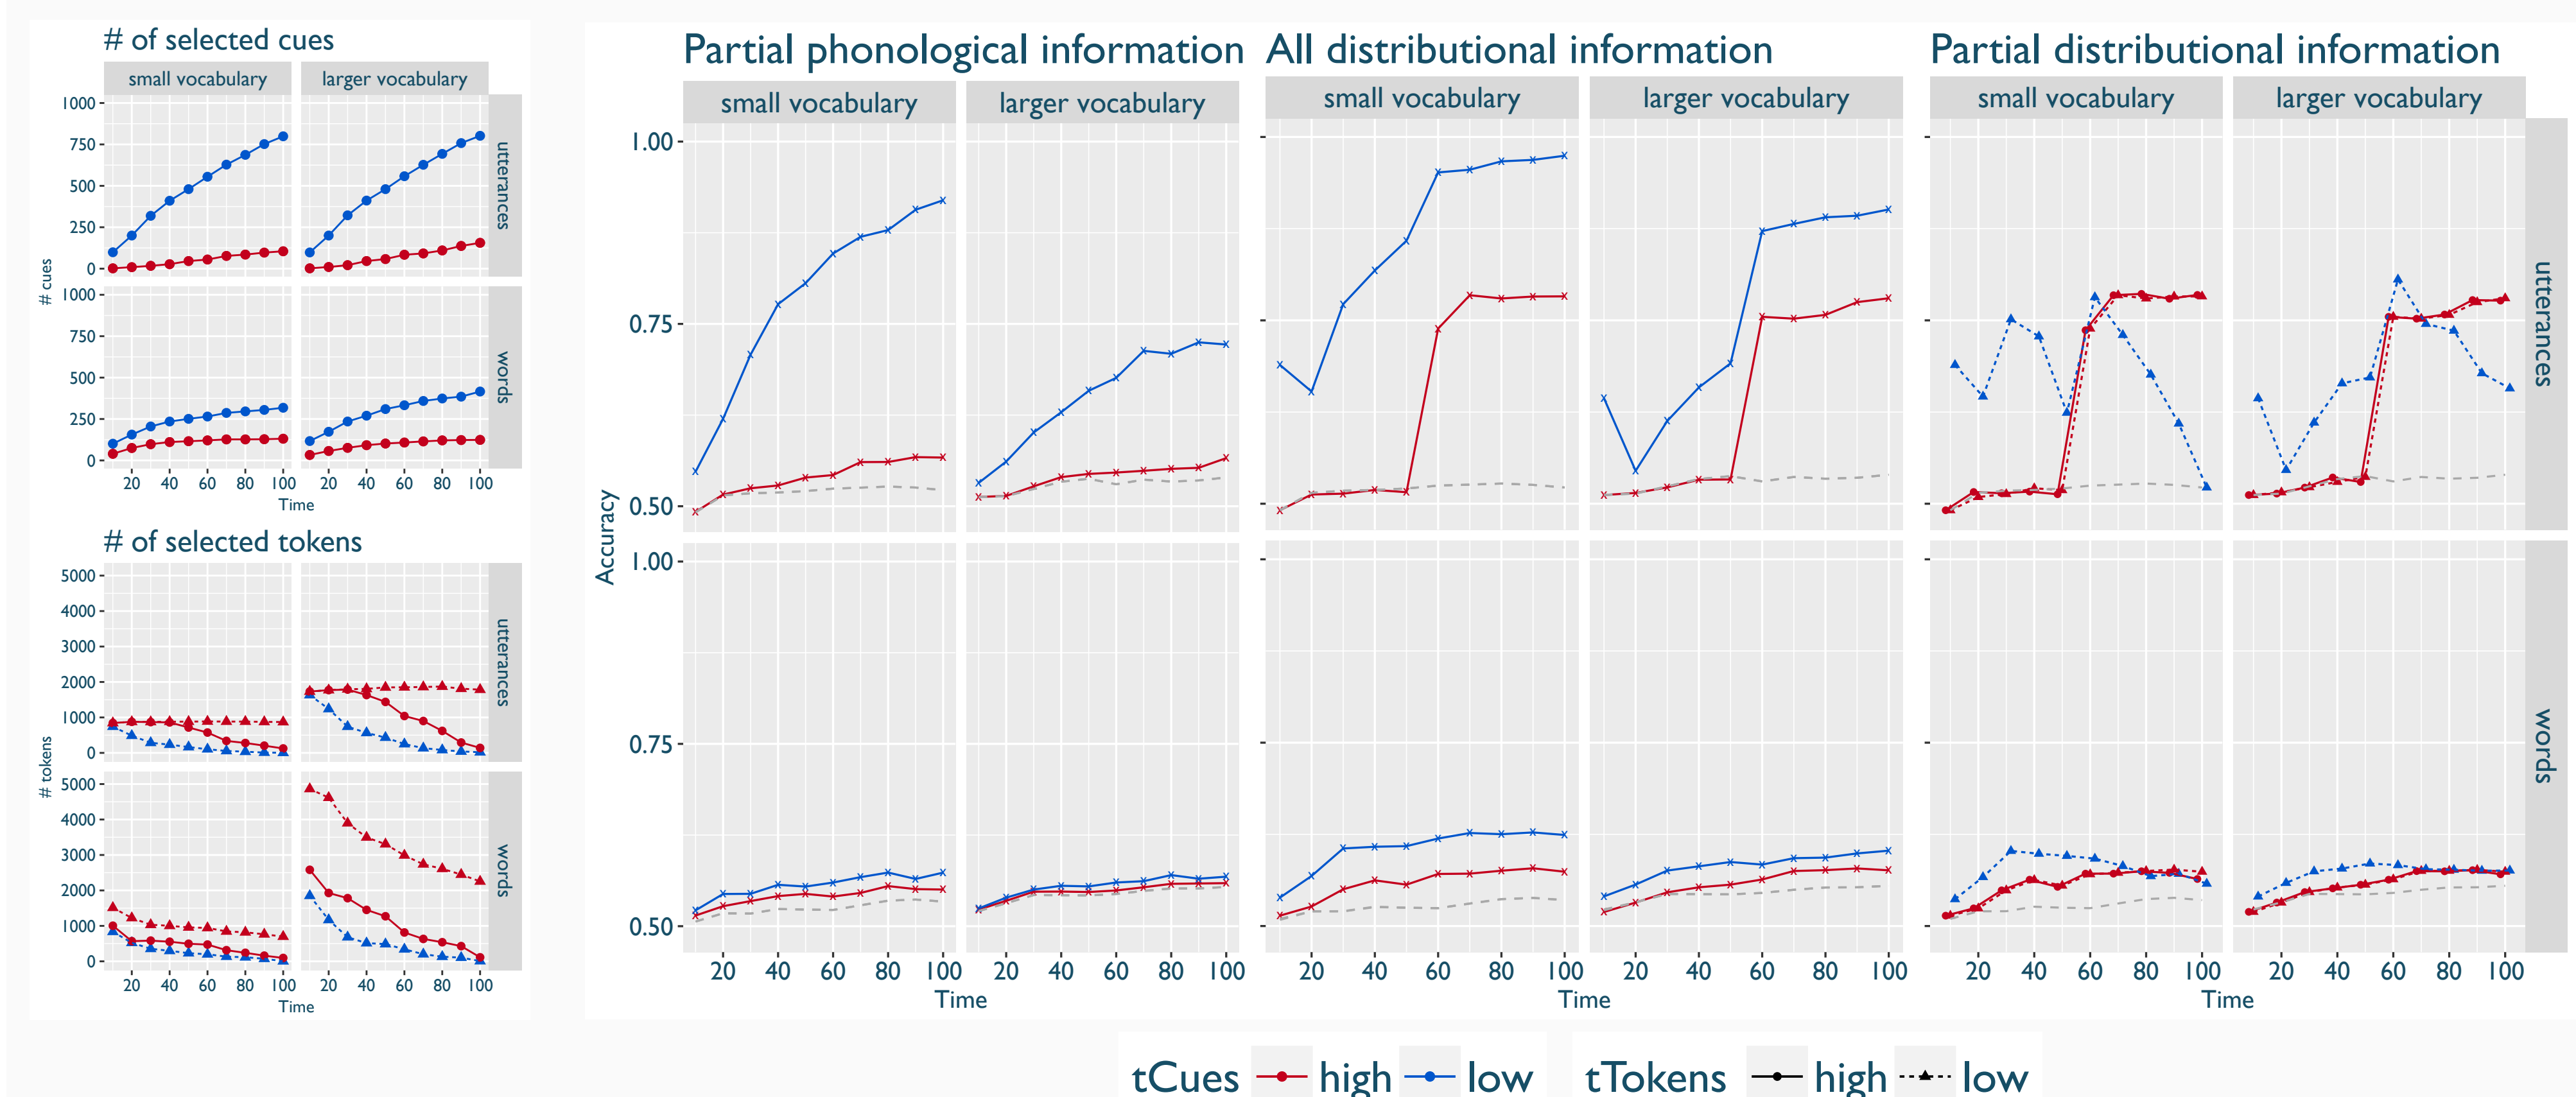 # of selected cues
small vocabulary larger vocabulary
1000
750
500
250
0
utterances
# cues
1000
750
500
250
0
words
20 40 60 80 100 20 40 60 80 100
Time
# of selected tokens
5000
4000
3000
2000
1000
0
utterances
# tokens
5000
4000
3000
2000
1000
0
words
20 40 60 80 100 20 40 60 80 100
Time
Partial phonological information All distributional information Partial distributional information
small vocabulary larger vocabulary small vocabulary larger vocabulary small vocabulary larger vocabulary
1.00
0.75
0.50
utterances
Accuracy
1.00
0.75
0.50
words
20 40 60 80 100 20 40 60 80 100 20 40 60 80 100 20 40 60 80 100 20 40 60 80 100 20 40 60 80 100
Time Time Time
tCues high low tTokens high low